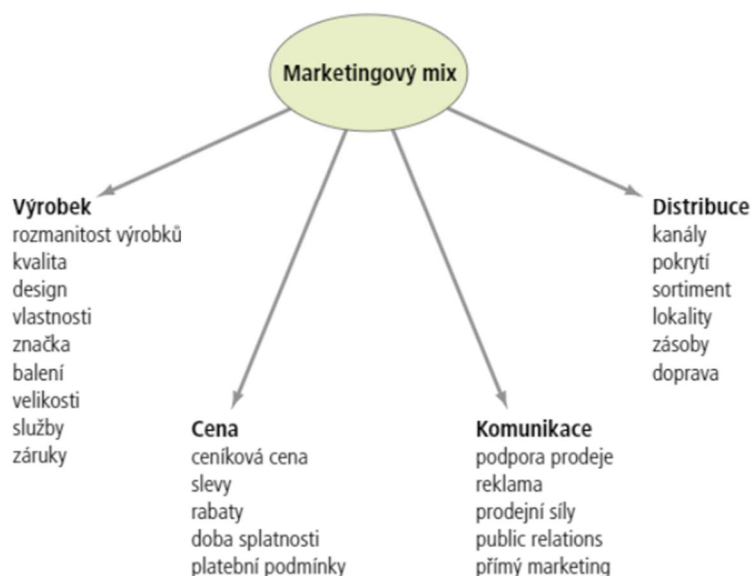 Marketingový mix
Výrobek
rozmanitost výrobků
kvalita
design
vlastnosti
značka
balení
velikosti
služby
záruky
Cena
ceníková cena
slevy
rabaty
doba splatnosti
platební podmínky
Komunikace
podpora prodeje
reklama
prodejní síly
public relations
přímý marketing
Distribuce
kanály
pokrytí
sortiment
lokality
zásoby
doprava